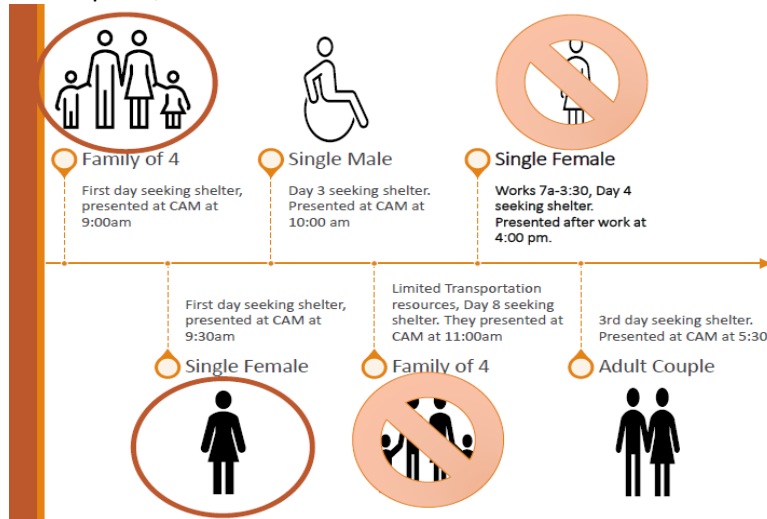 Family of 4
First day seeking shelter,
presented at CAM at
9:00am
Single Male
Day 3 seeking shelter.
Presented at CAM at
10:00 am
Single Female
Works 7a-3:30, Day 4
seeking shelter.
Presented after work at
4:00 pm.
First day seeking shelter,
presented at CAM at
9:30am
Single Female
Limited Transportation
resources, Day 8 seeking
shelter. They presented at
CAM at 11:00am
Family of 4
3rd day seeking shelter.
Presented at CAM at 5:30
Adult Couple